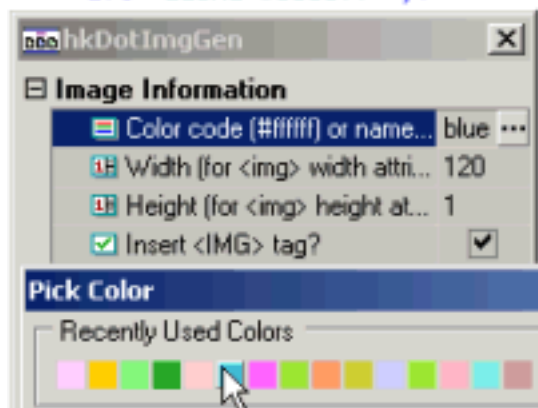 hkDotImgGen
Image Information
Color code (#ffffff) or name... blue ...
Width (for <img> width attri... 120
Height (for <img> height at... 1
Insert <IMG> tag?
Pick Color
Recently Used Colors